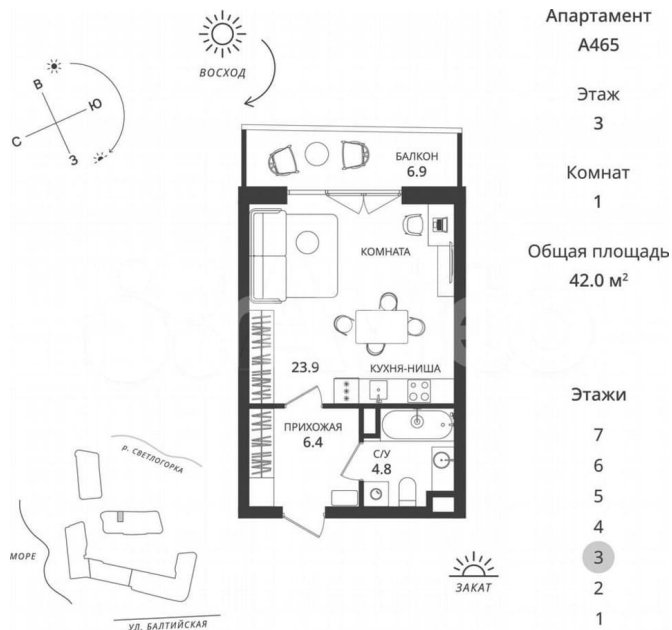 Апартамент
А465
Этаж
3
Комнат
1
Общая площадь
42.0 м²
Этажи
7
6
5
4
3
2
1
ВОСХОД
В
Ю
С
З
БАЛКОН
6.9
КОМНАТА
23.9
КУХНЯ-НИША
ПРИХОЖАЯ
6.4
С/У
4.8
р. СВЕТЛОГОРКА
МОРЕ
УЛ. БАЛТИЙСКАЯ
ЗАКАТ